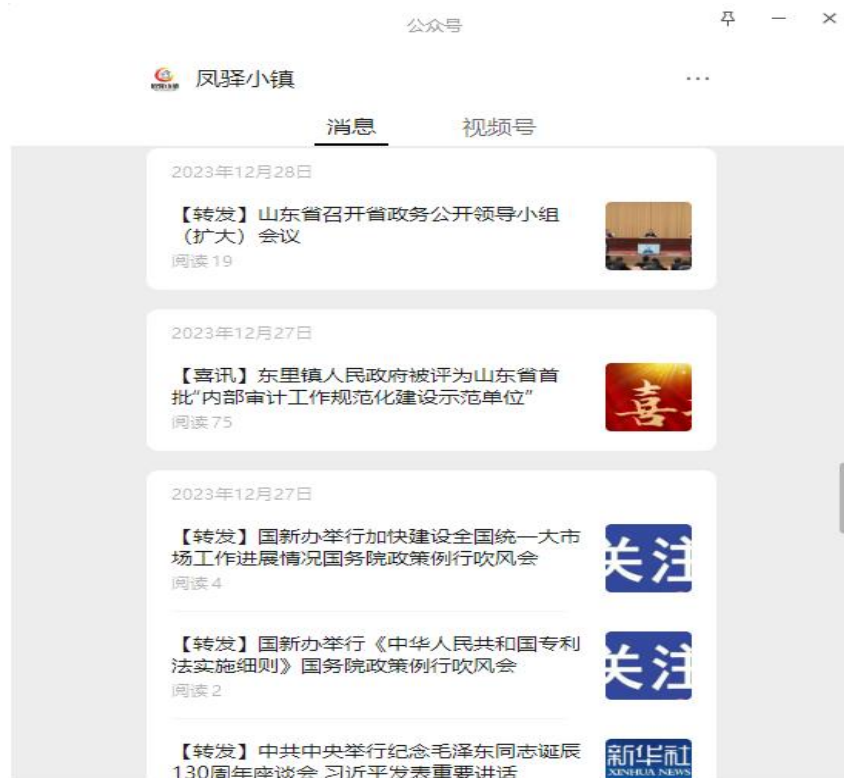 公众号
凤驿小镇
消息 视频号
2023年12月28日
【转发】山东省召开省政务公开领导小组
（扩大）会议
阅读 19
2023年12月27日
【喜讯】东里镇人民政府被评为山东省首
批“内部审计工作规范化建设示范单位”
阅读 75
喜
2023年12月27日
【转发】国新办举行加快建设全国统一大市
场工作进展情况国务院政策例行吹风会
阅读 4
关注
【转发】国新办举行《中华人民共和国专利
法实施细则》国务院政策例行吹风会
阅读 2
关注
【转发】中共中央举行纪念毛泽东同志诞辰
130周年座谈会 习近平发表重要讲话
新华社
XINHUA NEWS